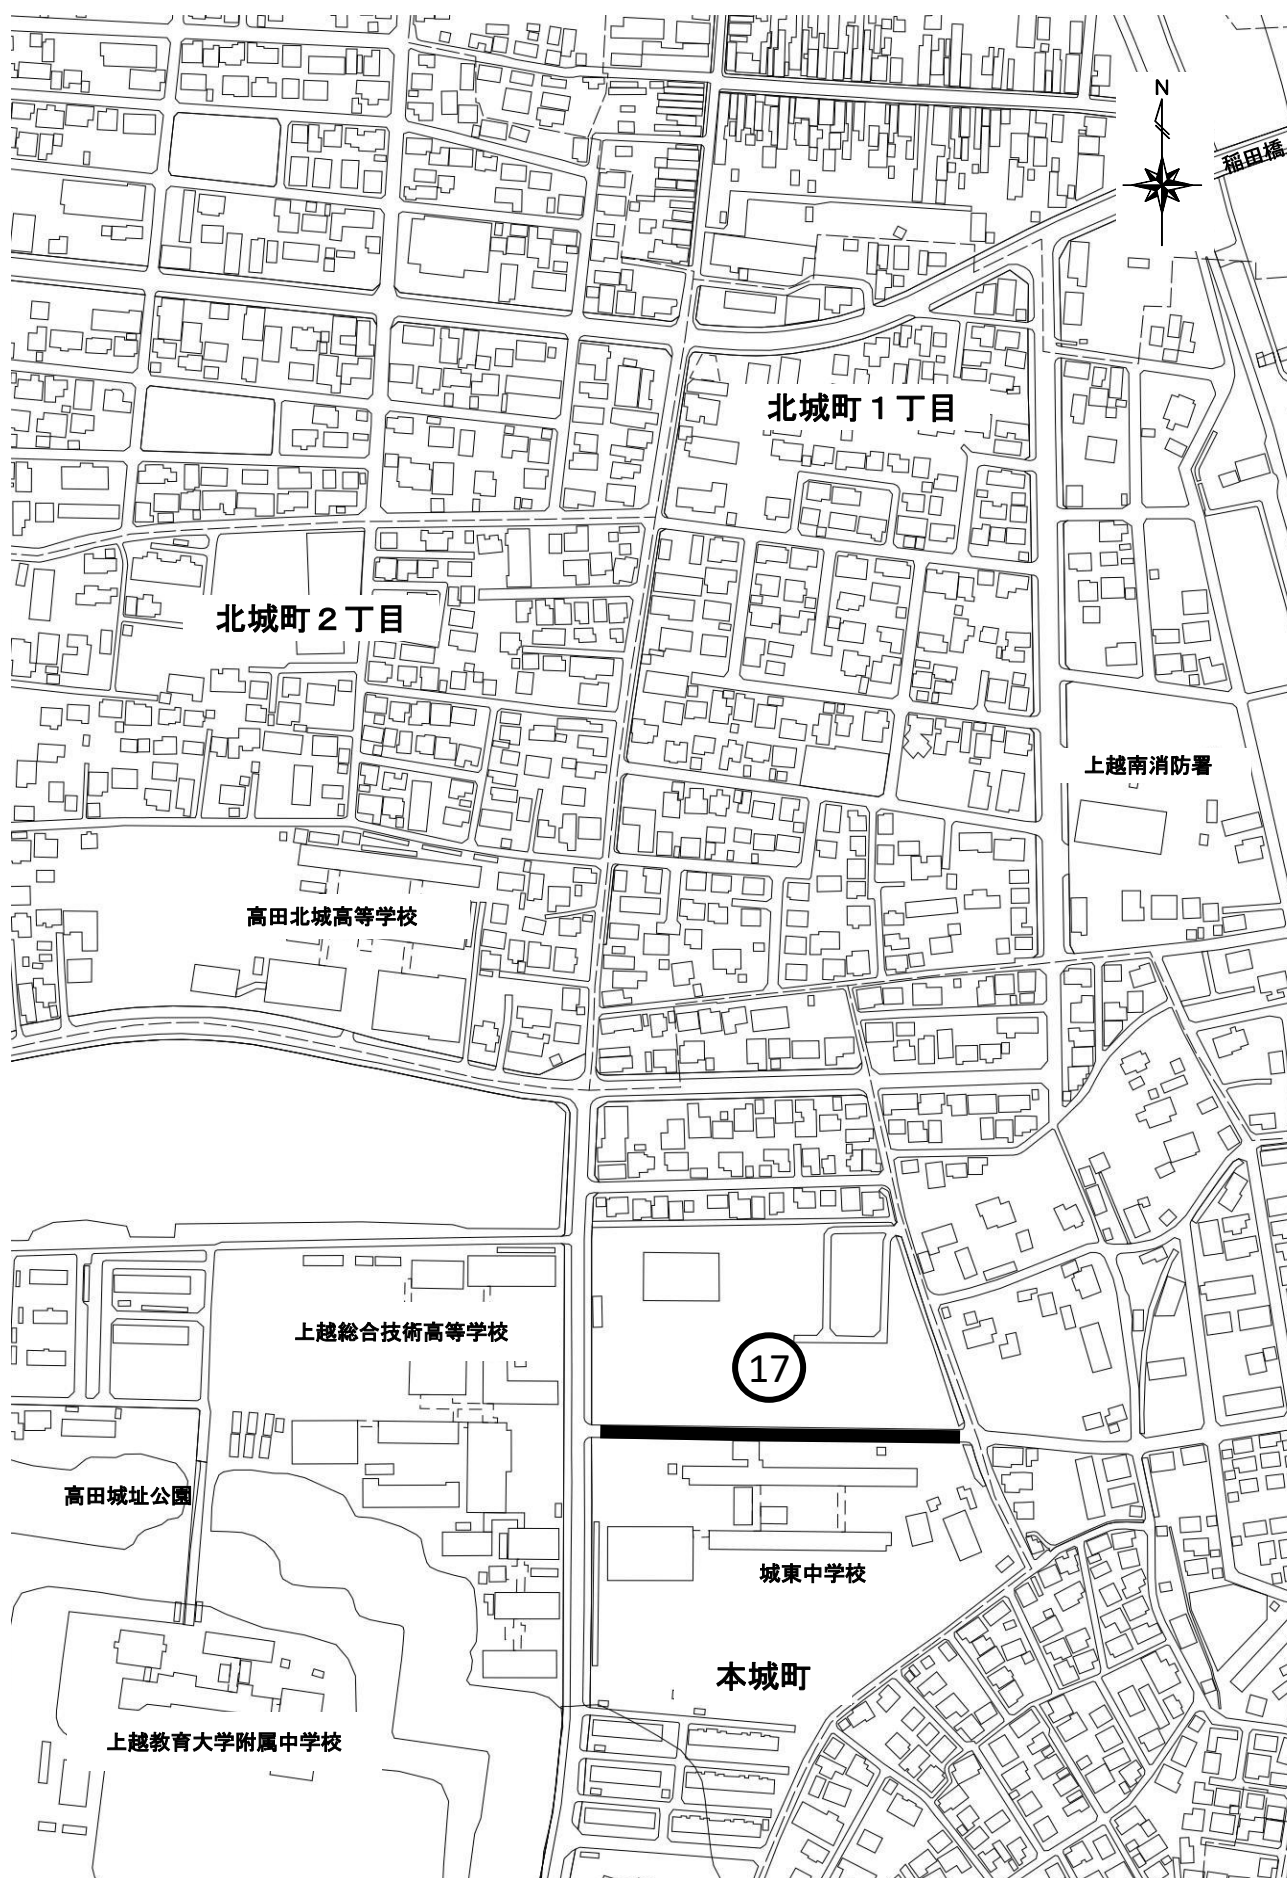 N
稲田橋
北城町１丁目
北城町２丁目
上越南消防署
高田北城高等学校
上越総合技術高等学校
17
高田城址公園
城東中学校
本城町
上越教育大学附属中学校